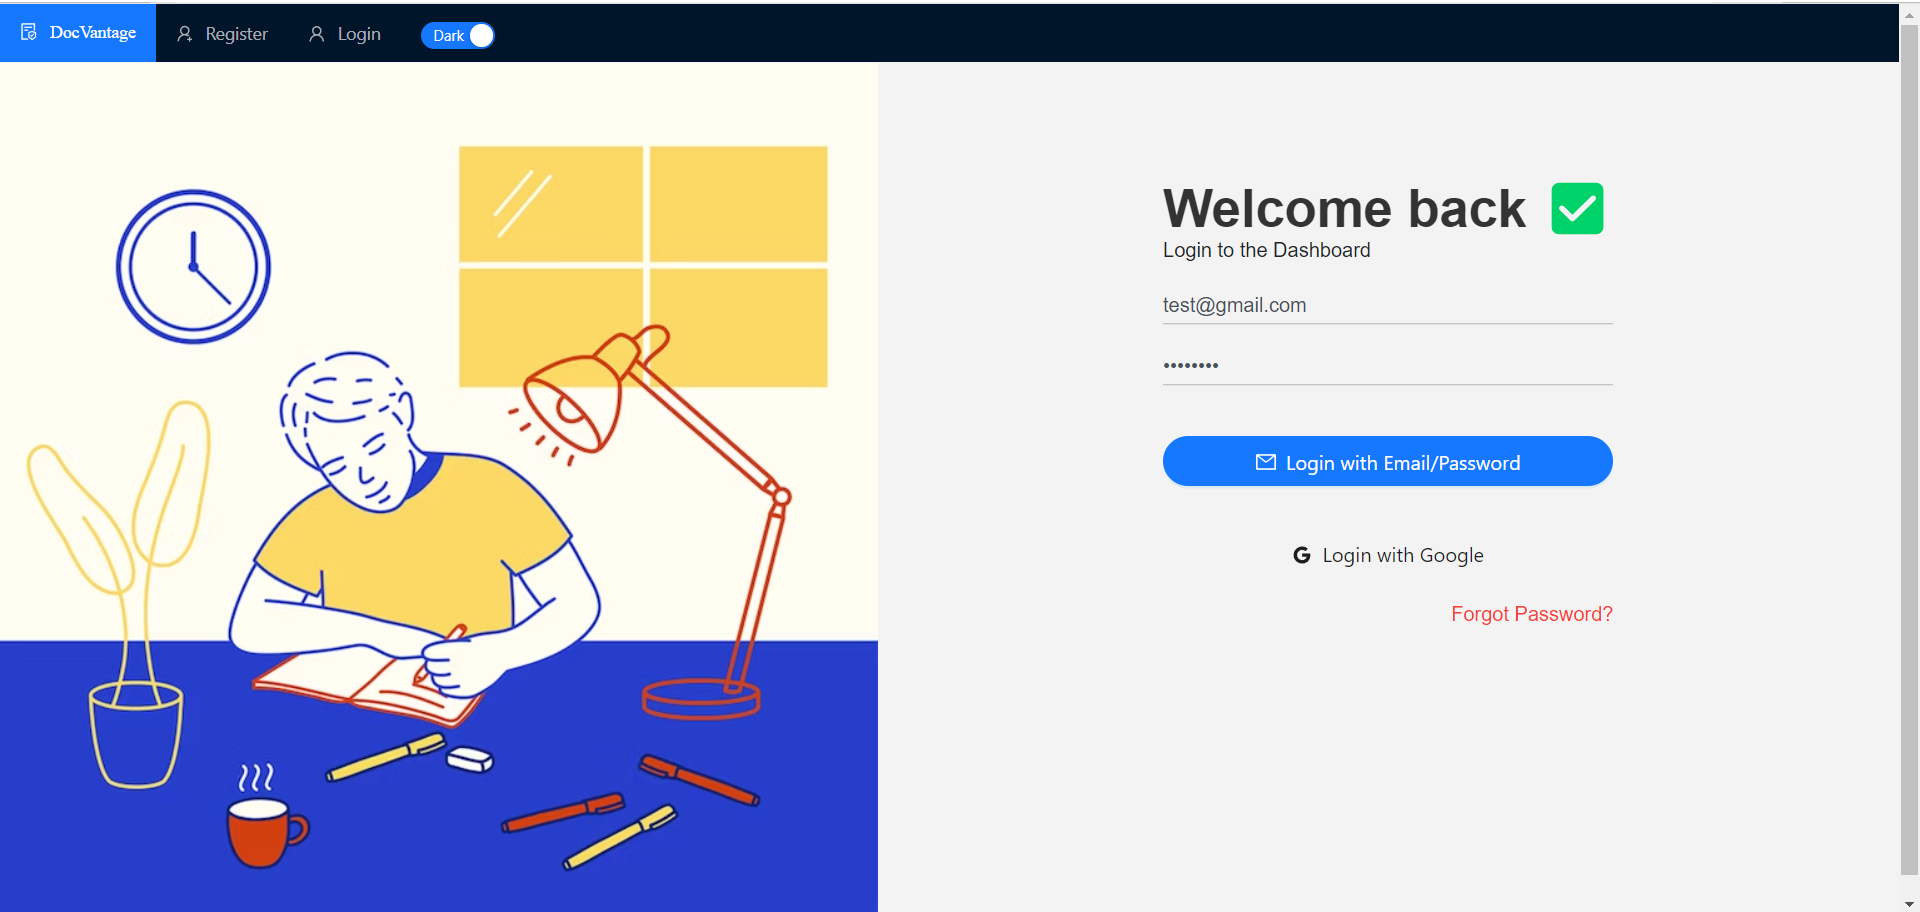 DocVantage Register Login Dark
Welcome back ✅
Login to the Dashboard
test@gmail.com
••••••••
Login with Email/Password
G Login with Google
Forgot Password?